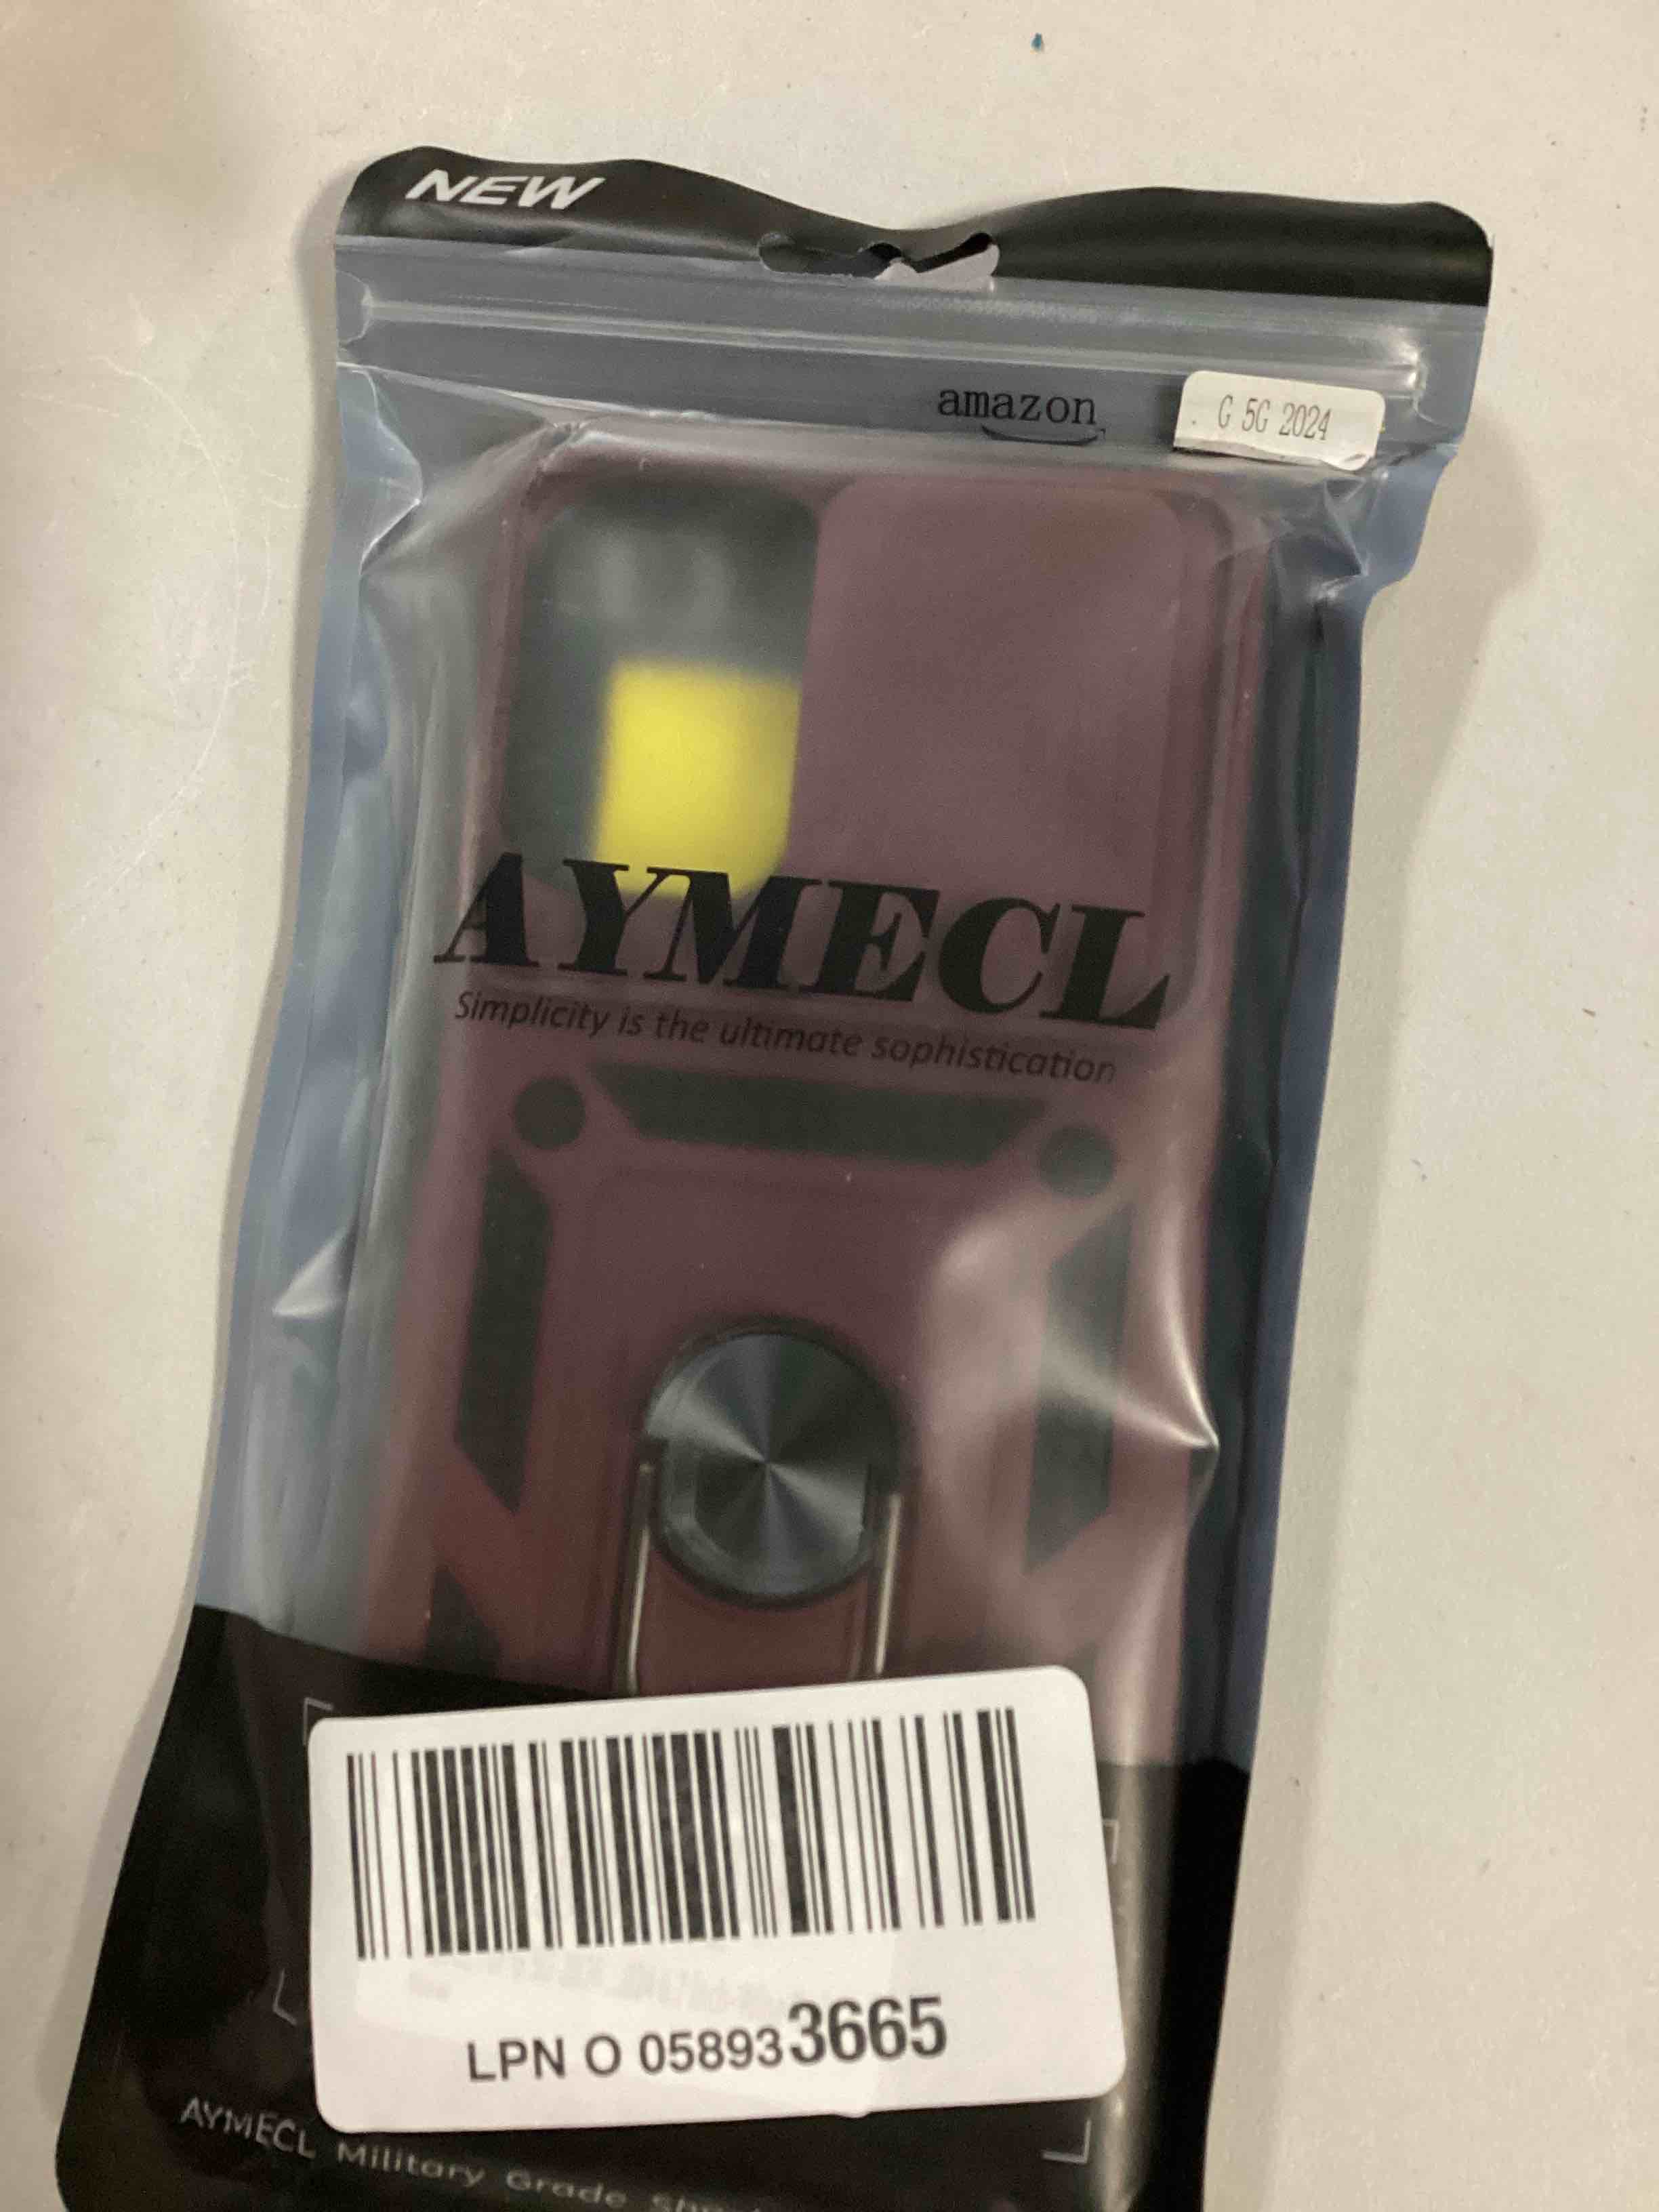 NEW
amazon
G 5G 2024
AYMECL
Simplicity is the ultimate sophistication
LPN O 058933665
AYMECL Military Grade